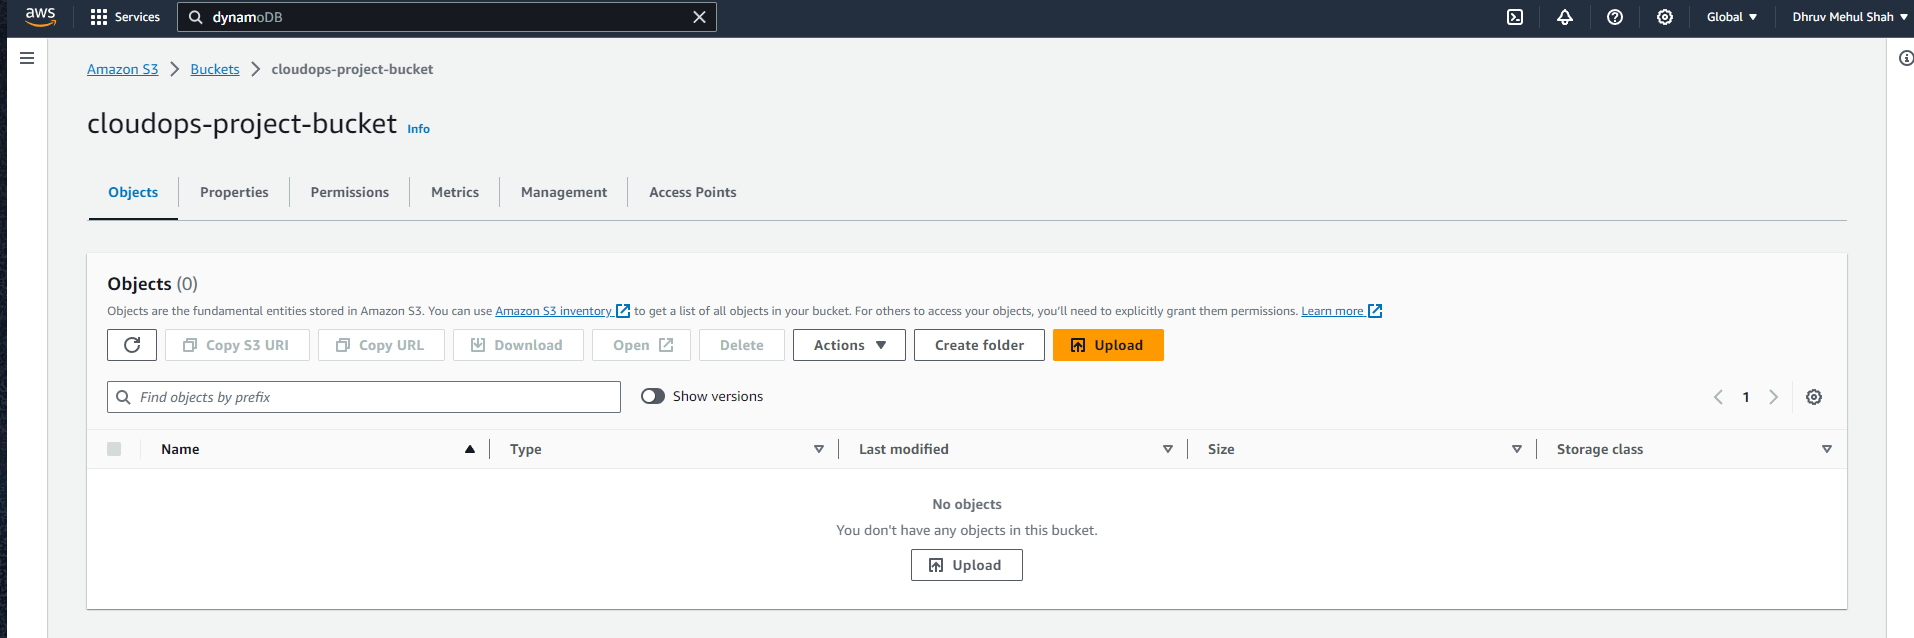 aws Services dynamoDB Global Dhruv Mehul Shah
Amazon S3 Buckets cloudops-project-bucket
cloudops-project-bucket Info
Objects Properties Permissions Metrics Management Access Points
Objects (0)
Objects are the fundamental entities stored in Amazon S3. You can use Amazon S3 inventory to get a list of all objects in your bucket. For others to access your objects, you'll need to explicitly grant them permissions. Learn more
Copy S3 URI Copy URL Download Open Delete Actions Create folder Upload
Find objects by prefix Show versions 1
Name Type Last modified Size Storage class
No objects
You don't have any objects in this bucket.
Upload